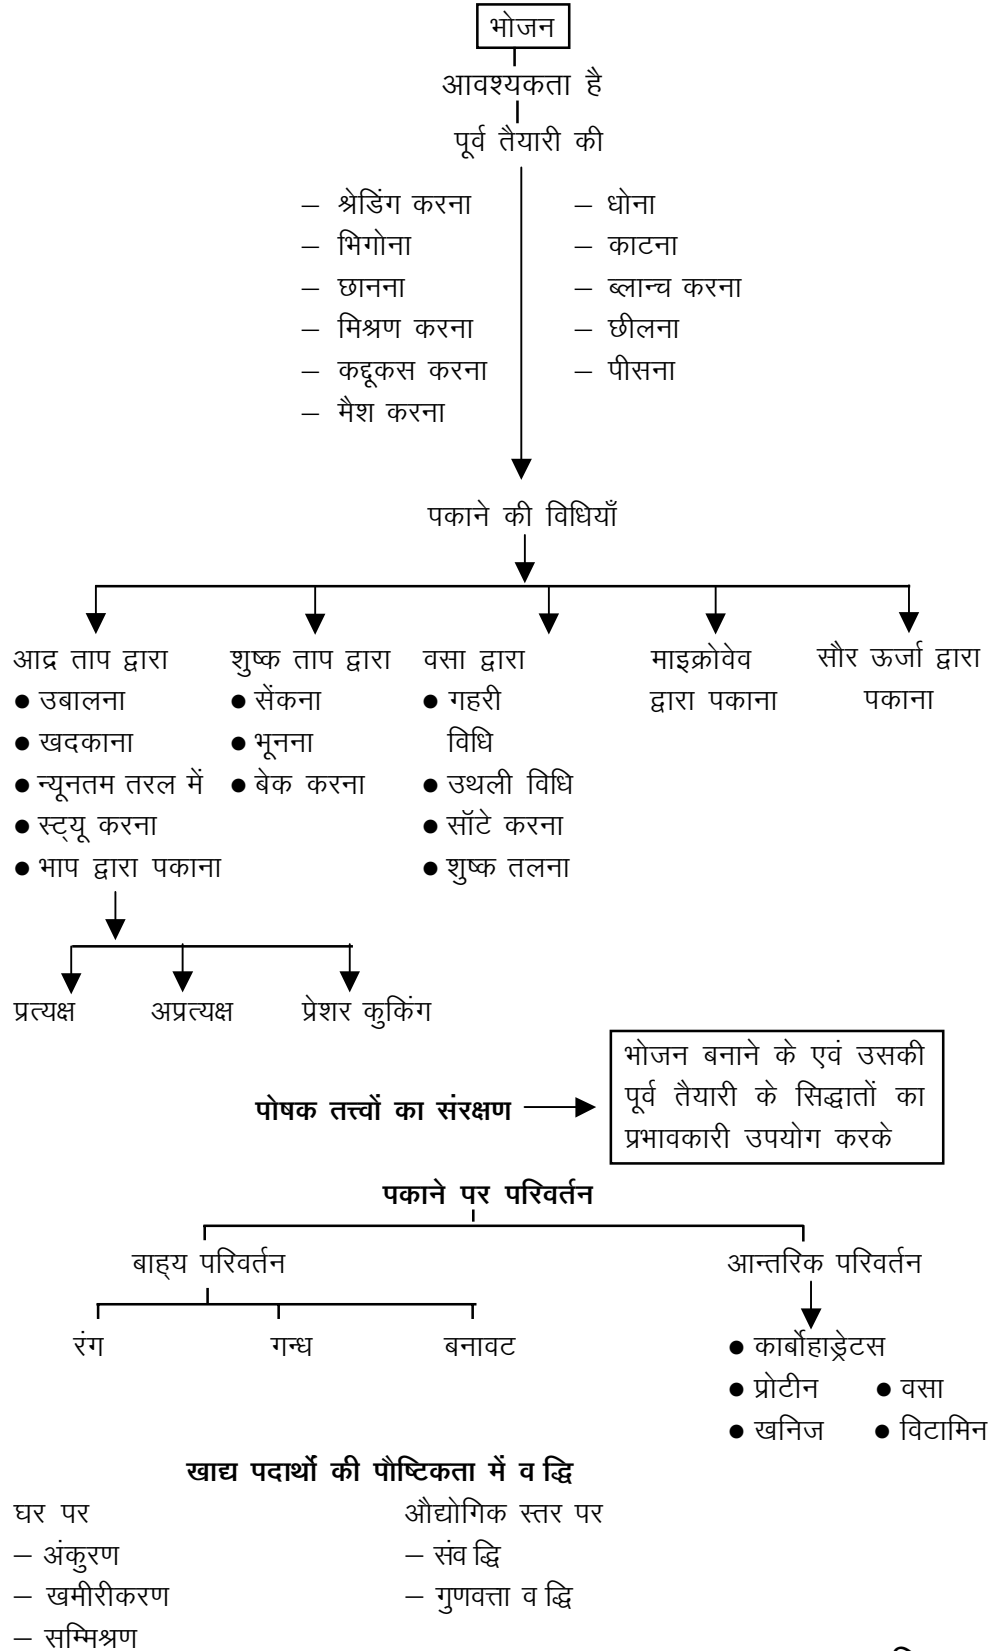 भोजन
आवश्यकता है
पूर्व तैयारी की
– श्रेडिंग करना – धोना
– भिगोना – काटना
– छानना – ब्लान्च करना
– मिश्रण करना – छीलना
– कद्दूकस करना – पीसना
– मैश करना
पकाने की विधियाँ
आद्र ताप द्वारा शुष्क ताप द्वारा वसा द्वारा माइक्रोवेव सौर ऊर्जा द्वारा
● उबालना ● सेंकना ● गहरी द्वारा पकाना पकाना
● खदकाना ● भूनना विधि
● न्यूनतम तरल में ● बेक करना ● उथली विधि
● स्ट्यू करना ● सॉटे करना
● भाप द्वारा पकाना ● शुष्क तलना
प्रत्यक्ष अप्रत्यक्ष प्रेशर कुकिंग
भोजन बनाने के एवं उसकी
पोषक तत्त्वों का संरक्षण पूर्व तैयारी के सिद्धातों का
प्रभावकारी उपयोग करके
पकाने पर परिवर्तन
बाह्य परिवर्तन आन्तरिक परिवर्तन
रंग गन्ध बनावट ● कार्बोहाड्रेटस
● प्रोटीन ● वसा
● खनिज ● विटामिन
खाद्य पदार्थो की पौष्टिकता में व द्धि
घर पर औद्योगिक स्तर पर
– अंकुरण – संव द्धि
– खमीरीकरण – गुणवत्ता व द्धि
– सम्मिश्रण